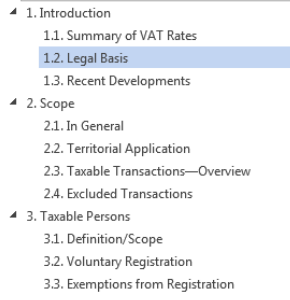 1. Introduction
1.1. Summary of VAT Rates
1.2. Legal Basis
1.3. Recent Developments
2. Scope
2.1. In General
2.2. Territorial Application
2.3. Taxable Transactions—Overview
2.4. Excluded Transactions
3. Taxable Persons
3.1. Definition/Scope
3.2. Voluntary Registration
3.3. Exemptions from Registration